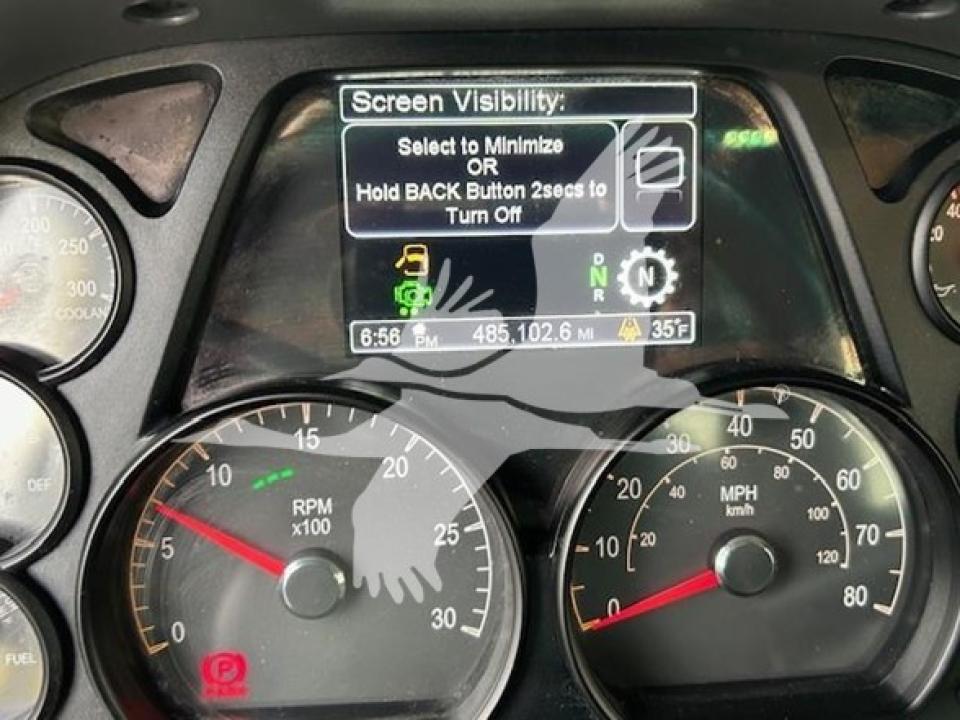 Screen Visibility:
Select to Minimize
OR
Hold BACK Button 2secs to
Turn Off
D
N
R
N
6:56 PM 485,102.6 MI 35°F
200
250
300
COOLANT
DEF
FUEL
0
5
10
15
20
25
30
RPM
x100
P
PARK
0
10
20
30
40
50
60
70
80
MPH
km/h
20
40
60
80
100
120
40
20